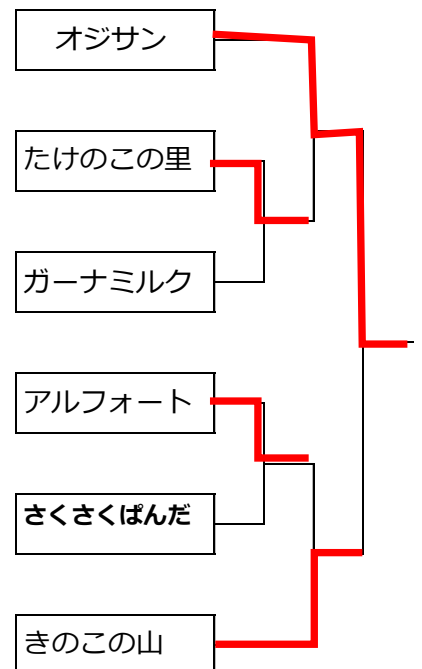 オジサン
たけのこの里
ガーナミルク
アルフォート
さくさくぱんだ
きのこの山